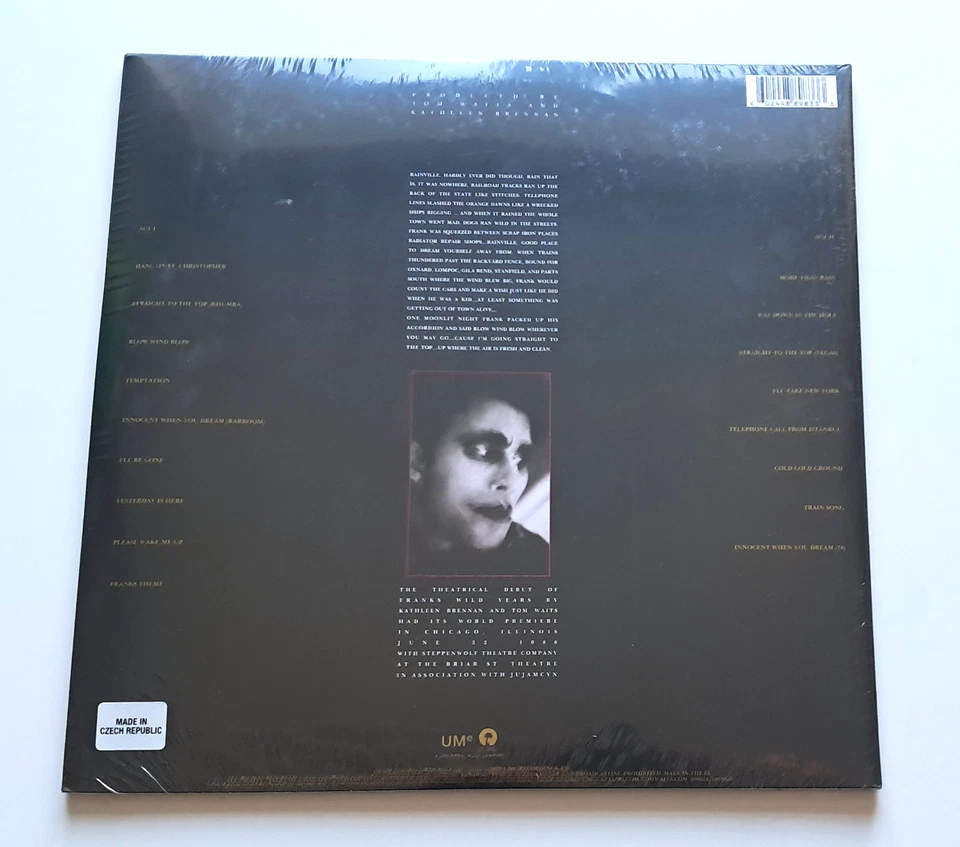 PRODUCED BY
TOM WAITS AND
KATHLEEN BRENNAN
RAINVILLE. HARDLY EVER DID THOUGH, RAIN THAT
IS. IT WAS NOWHERE. RAILROAD TRACKS RAN UP THE
BACK OF THE STATE LIKE STITCHES. TELEPHONE
LINES SLASHED THE ORANGE DAWNS LIKE A WRECKED
SHIPS RIGGING ... AND WHEN IT RAINED THE WHOLE
TOWN WENT MAD. DOGS RAN WILD IN THE STREETS.
FRANK WAS SQUEEZED BETWEEN SCRAP IRON PLACES
RADIATOR REPAIR SHOPS...RAINVILLE, GOOD PLACE
TO DREAM YOURSELF AWAY FROM. WHEN TRAINS
THUNDERED PAST THE BACKYARD FENCE, BOUND FOR
OXNARD, LOMPOC, GILA BEND, STANFIELD, AND PARTS
SOUTH WHERE THE WIND BLEW BIG, FRANK WOULD
COUNT THE CARS AND MAKE A WISH JUST LIKE HE DID
WHEN HE WAS A KID...AT LEAST SOMETHING WAS
GETTING OUT OF TOWN ALIVE...
ONE MOONLIT NIGHT FRANK PACKED UP HIS
ACCORDION AND SAID BLOW WIND BLOW WHEREVER
YOU MAY GO...CAUSE I'M GOING STRAIGHT TO
THE TOP...UP WHERE THE AIR IS FRESH AND CLEAN.
ACT I
HANG ON ST. CHRISTOPHER
STRAIGHT TO THE TOP (RHUMBA)
BLOW WIND BLOW
TEMPTATION
INNOCENT WHEN YOU DREAM (BARROOM)
I'LL BE GONE
YESTERDAY IS HERE
PLEASE WAKE ME UP
FRANKS THEME
ACT II
MORE THAN RAIN
WAY DOWN IN THE HOLE
STRAIGHT TO THE TOP (VEGAS)
I'LL TAKE NEW YORK
TELEPHONE CALL FROM ISTANBUL
COLD COLD GROUND
TRAIN SONG
INNOCENT WHEN YOU DREAM (78)
THE THEATRICAL DEBUT OF
FRANKS WILD YEARS BY
KATHLEEN BRENNAN AND TOM WAITS
HAD ITS WORLD PREMIERE
IN CHICAGO, ILLINOIS
JUNE 22 1986
WITH STEPPENWOLF THEATRE COMPANY
AT THE BRIAR ST THEATRE
IN ASSOCIATION WITH JUJAMCYN
MADE IN
CZECH REPUBLIC
UMe